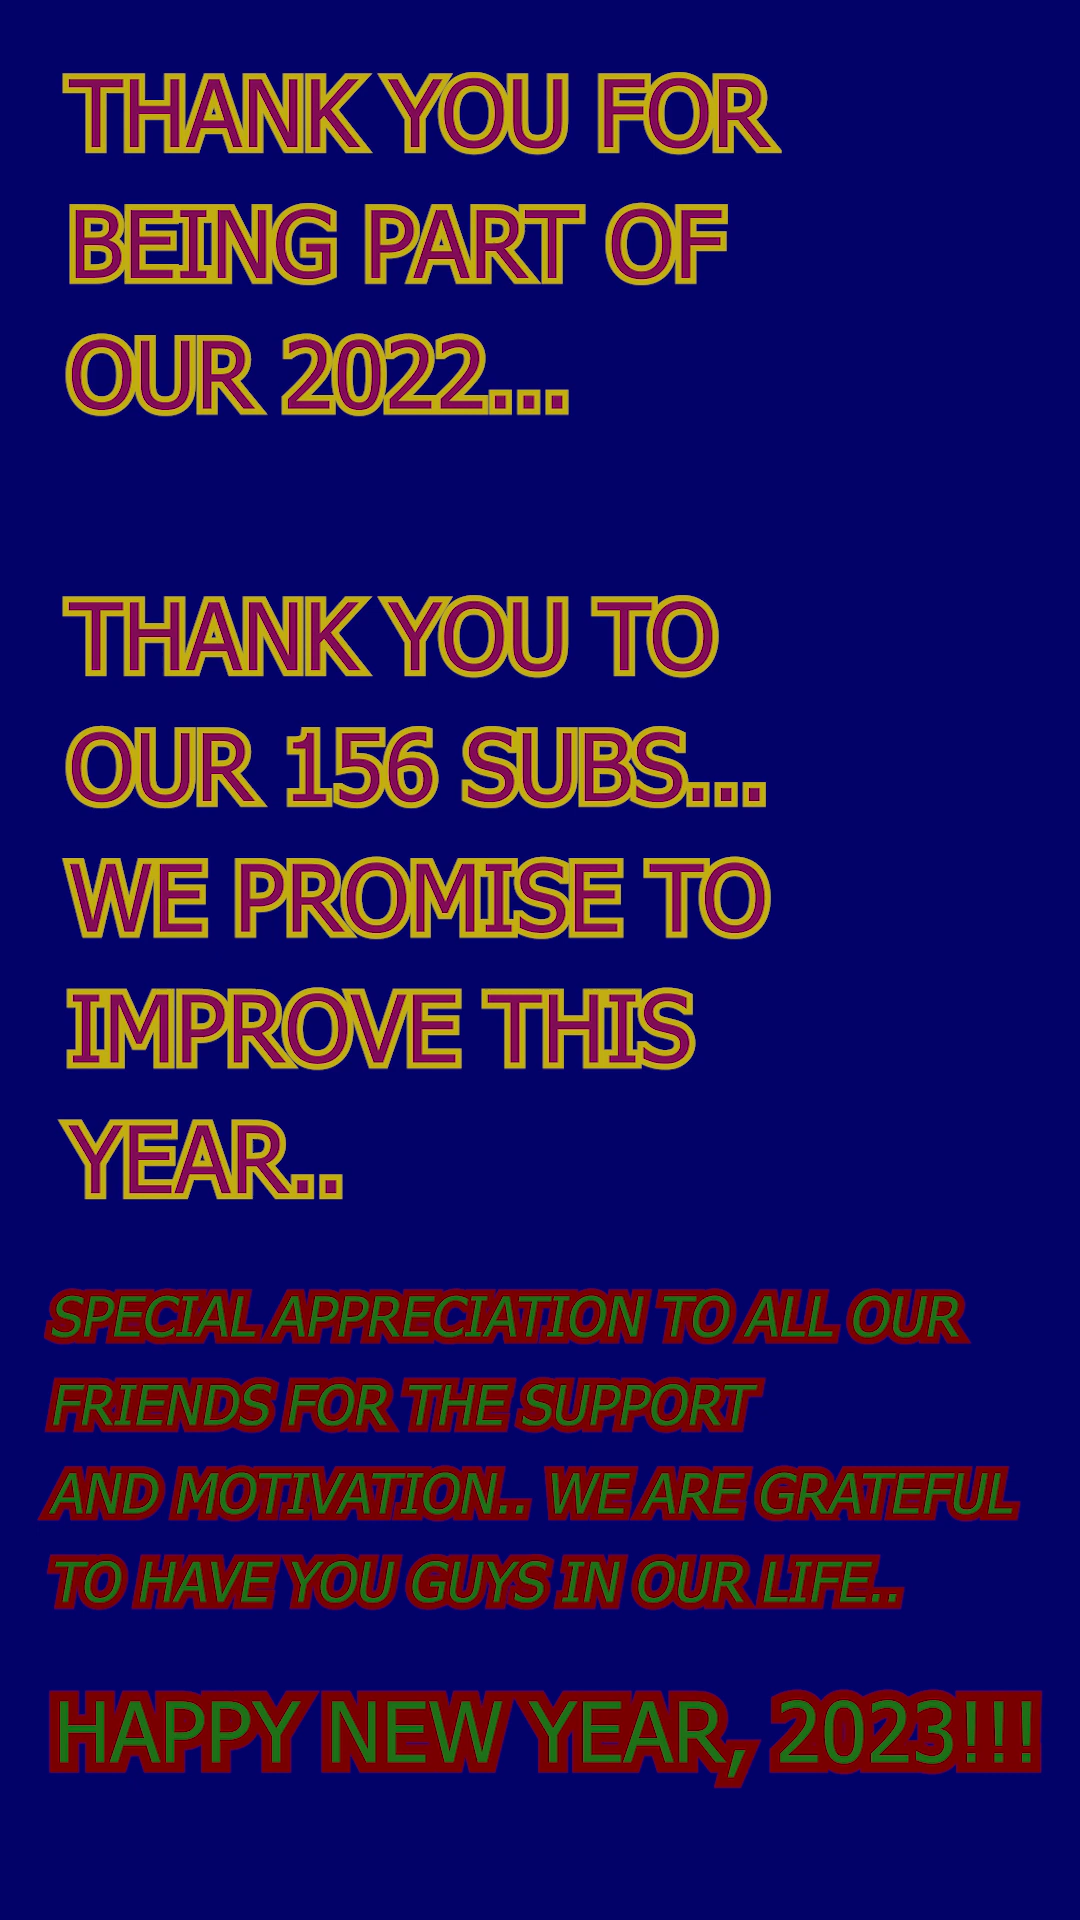 THANK YOU FOR
BEING PART OF
OUR 2022...
THANK YOU TO
OUR 156 SUBS...
WE PROMISE TO
IMPROVE THIS
YEAR..
SPECIAL APPRECIATION TO ALL OUR
FRIENDS FOR THE SUPPORT
AND MOTIVATION.. WE ARE GRATEFUL
TO HAVE YOU GUYS IN OUR LIFE..
HAPPY NEW YEAR, 2023!!!